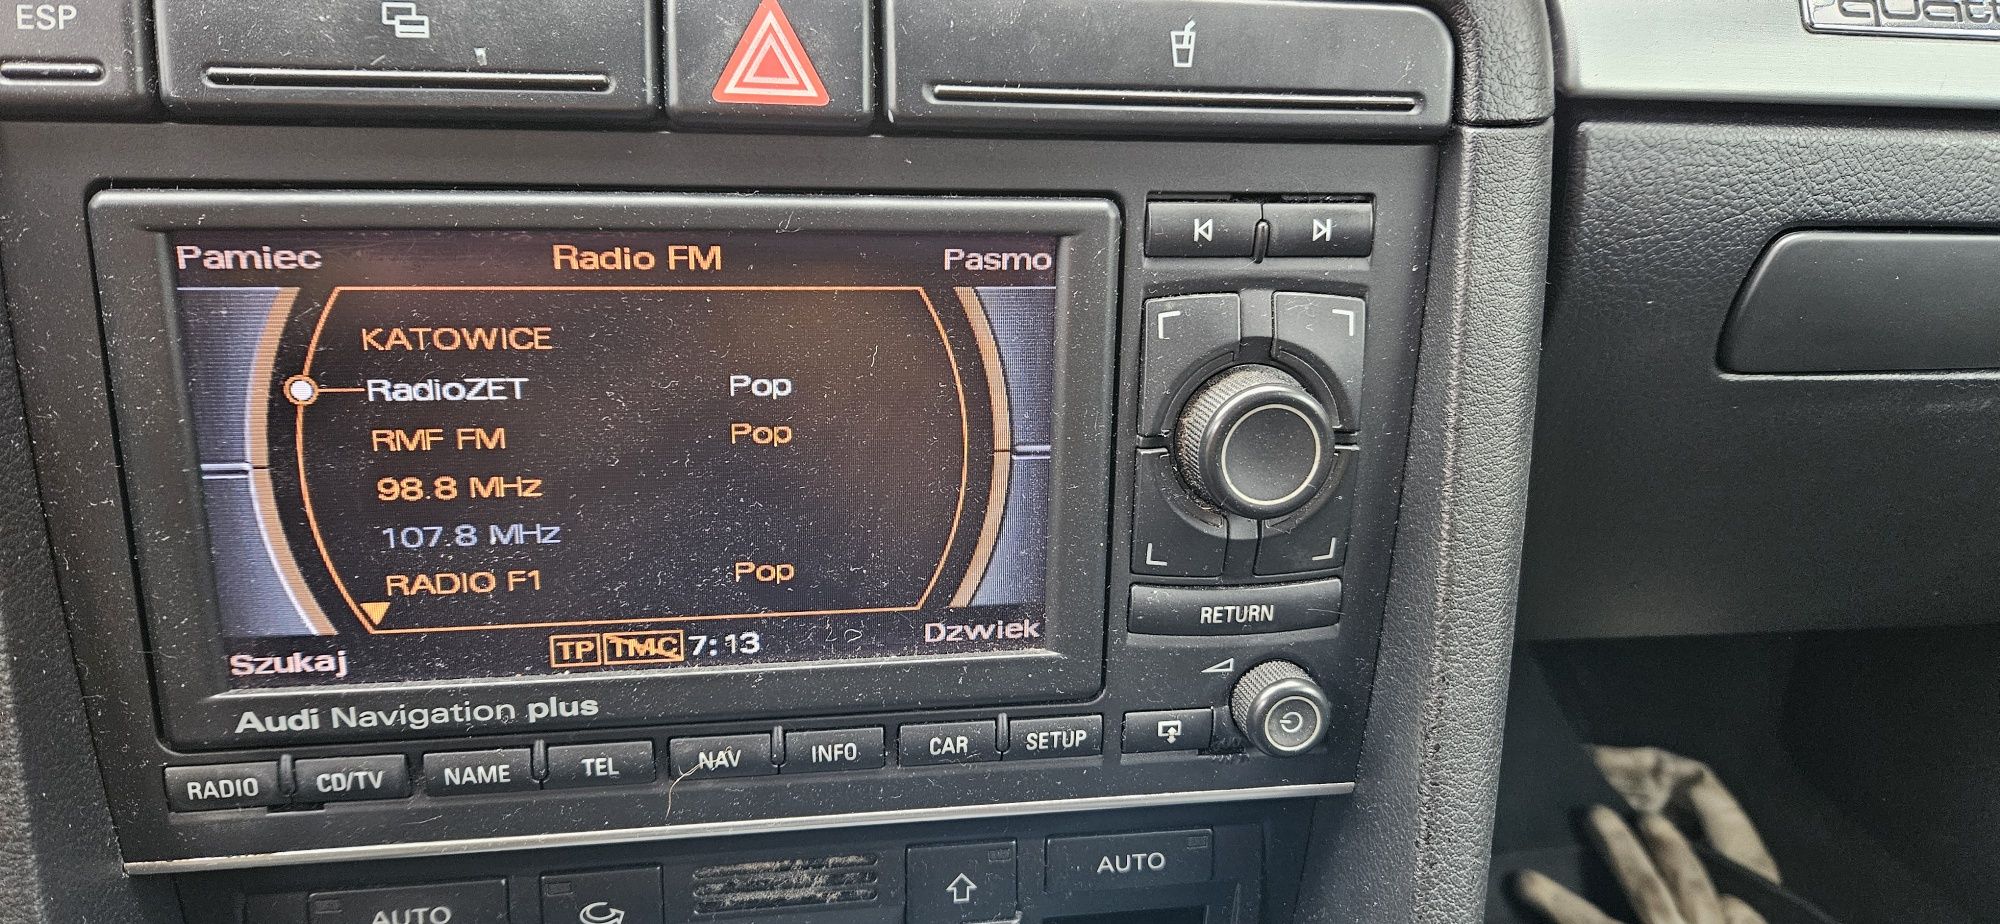 ESP
quatt
Pamiec Radio FM Pasmo
KATOWICE
RadioZET Pop
RMF FM Pop
98.8 MHz
107.8 MHz
RADIO F1 Pop
Szukaj TP TMC 7:13 Dzwiek
Audi Navigation plus
RETURN
RADIO CD/TV NAME TEL NAV INFO CAR SETUP
AUTO AUTO